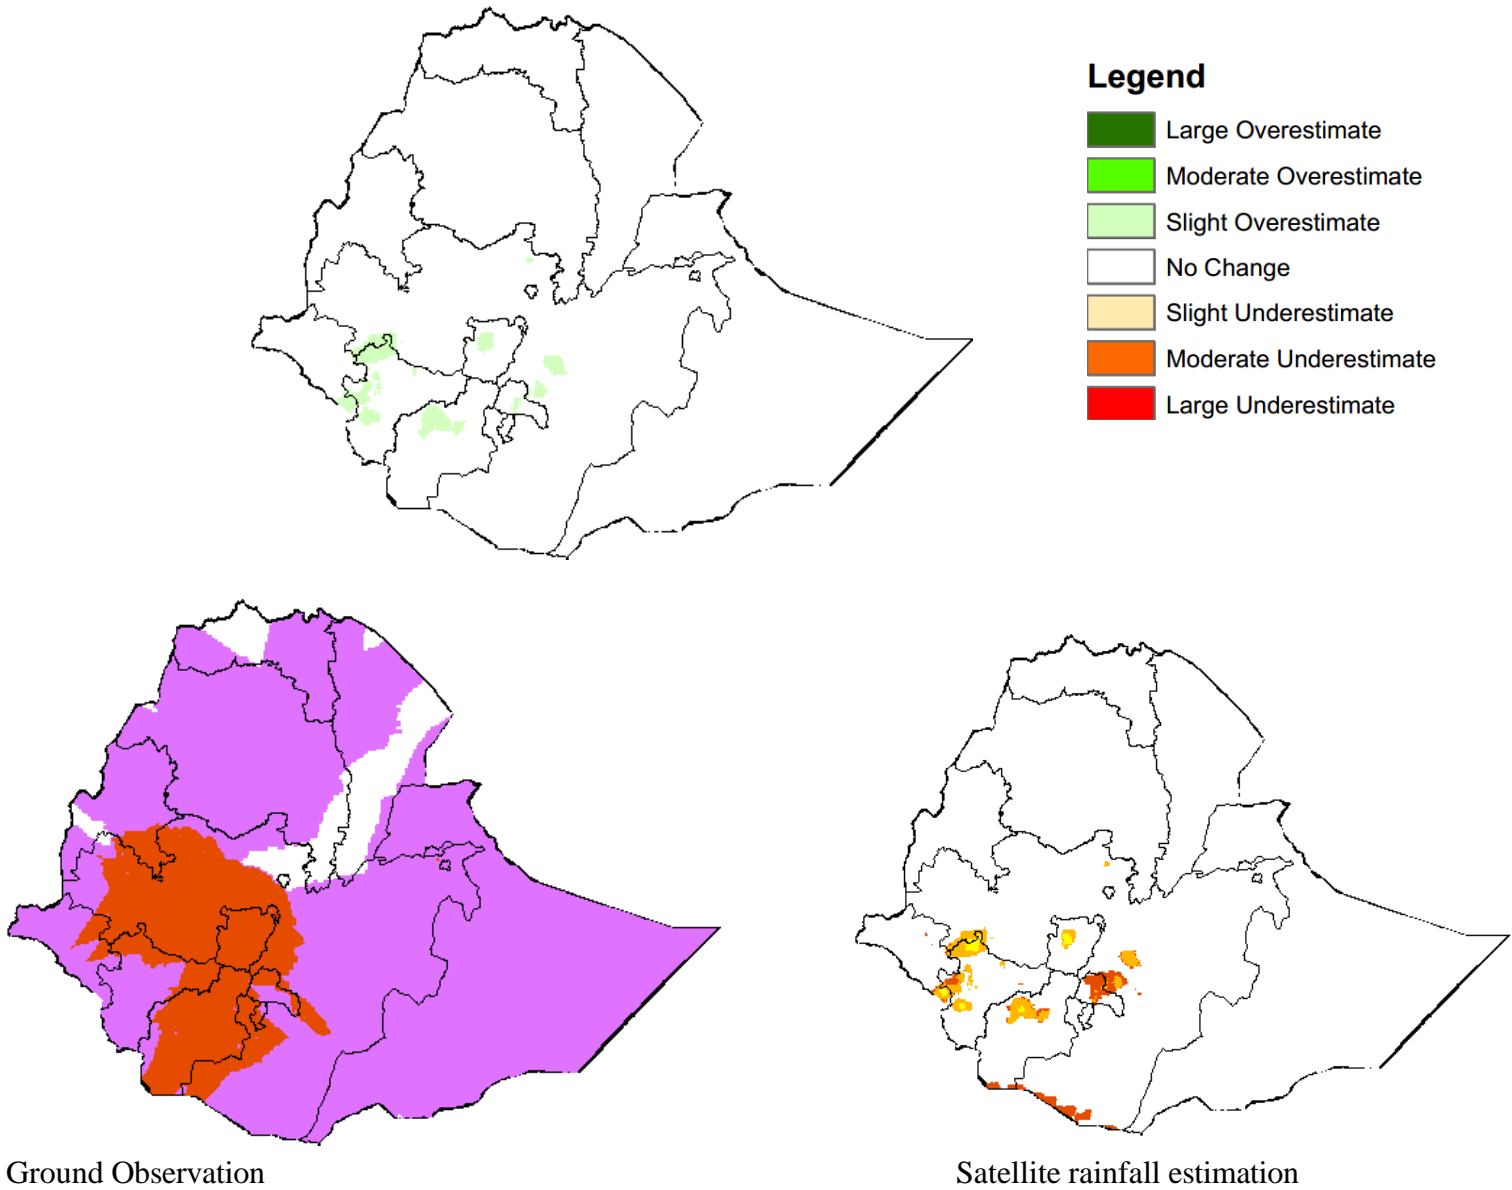 Legend
Large Overestimate
Moderate Overestimate
Slight Overestimate
No Change
Slight Underestimate
Moderate Underestimate
Large Underestimate
Ground Observation
Satellite rainfall estimation